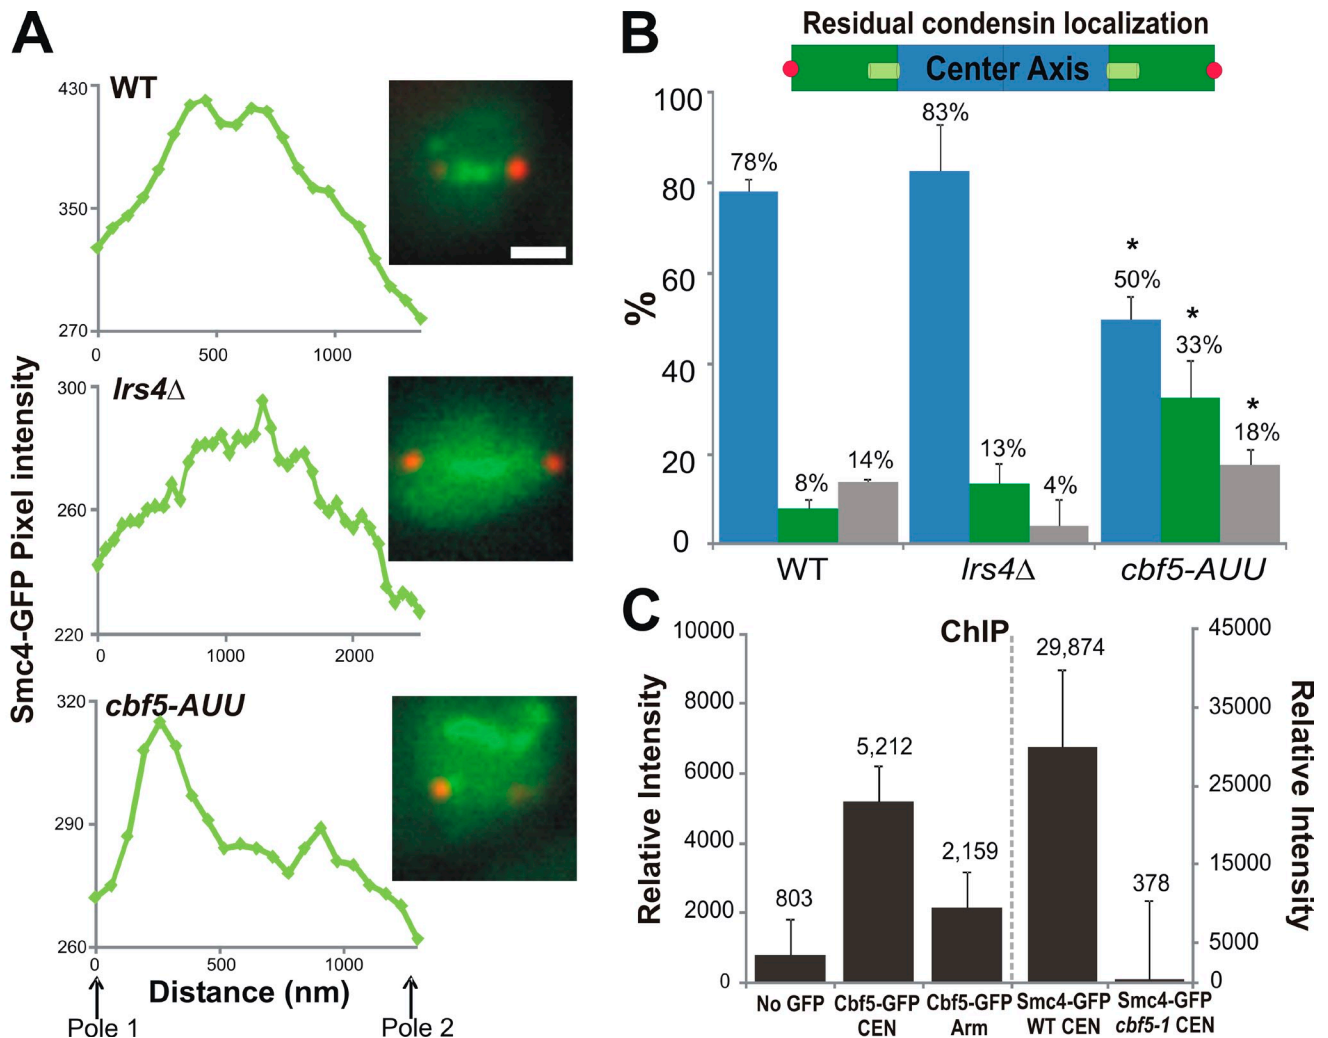 A
Smc4-GFP Pixel intensity
WT
430
350
270
0 500 1000
lrs4Δ
300
260
220
0 1000 2000
cbf5-AUU
320
290
260
0 500 1000
Distance (nm)
Pole 1 Pole 2
B
Residual condensin localization
Center Axis
%
100
80
60
40
20
0
78% 8% 14%
83% 13% 4%
* * *
50% 33% 18%
WT lrs4Δ cbf5-AUU
C
ChIP
Relative Intensity
10000
8000
6000
4000
2000
0
803 5,212 2,159 29,874 378
45000
35000
25000
15000
5000
0
Relative Intensity
No GFP Cbf5-GFP Cbf5-GFP Smc4-GFP Smc4-GFP
CEN Arm WT CEN cbf5-1 CEN